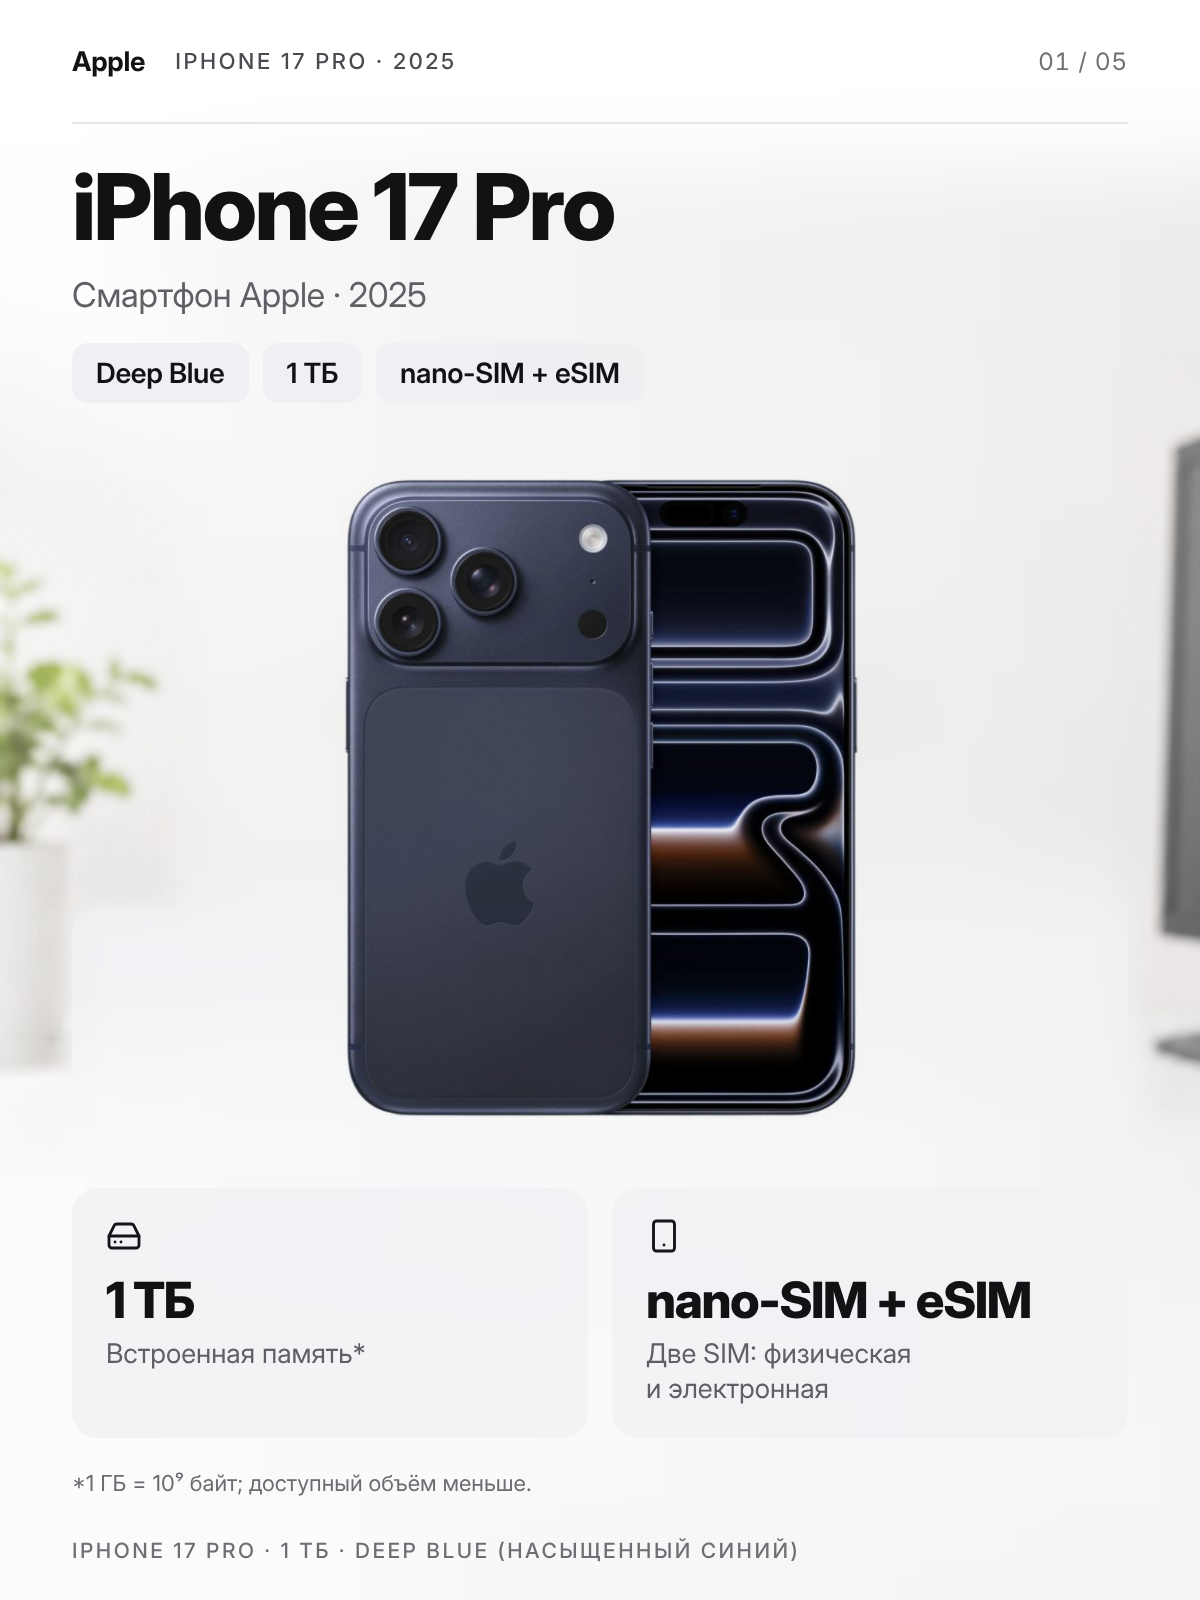 Apple IPHONE 17 PRO · 2025 01 / 05
iPhone 17 Pro
Смартфон Apple · 2025
Deep Blue 1 ТБ nano-SIM + eSIM
1 ТБ
Встроенная память*
nano-SIM + eSIM
Две SIM: физическая
и электронная
*1 ГБ = 10⁹ байт; доступный объём меньше.
IPHONE 17 PRO · 1 ТБ · DEEP BLUE (НАСЫЩЕННЫЙ СИНИЙ)